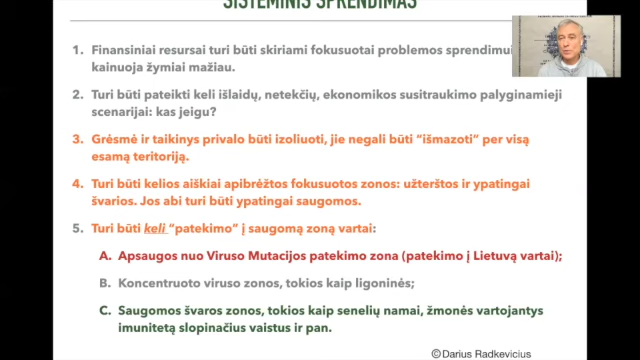 SISTEMINIS SPRENDIMAS
1. Finansiniai resursai turi būti skiriami fokusuotai problemos sprendimui
kainuoja žymiai mažiau.
2. Turi būti pateikti keli išlaidų, netekčių, ekonomikos susitraukimo palyginamieji
scenarijai: kas jeigu?
3. Grėsmė ir taikinys privalo būti izoliuoti, jie negali būti “išmazoti” per visą
esamą teritoriją.
4. Turi būti kelios aiškiai apibrėžtos fokusuotos zonos: užterštos ir ypatingai
švarios. Jos abi turi būti ypatingai saugomos.
5. Turi būti keli “patekimo” į saugomą zoną vartai:
A. Apsaugos nuo Viruso Mutacijos patekimo zona (patekimo į Lietuvą vartai);
B. Koncentruoto viruso zonos, tokios kaip ligoninės;
C. Saugomos švaros zonos, tokios kaip senelių namai, žmonės vartojantys
imunitetą slopinačius vaistus ir pan.
©Darius Radkevicius